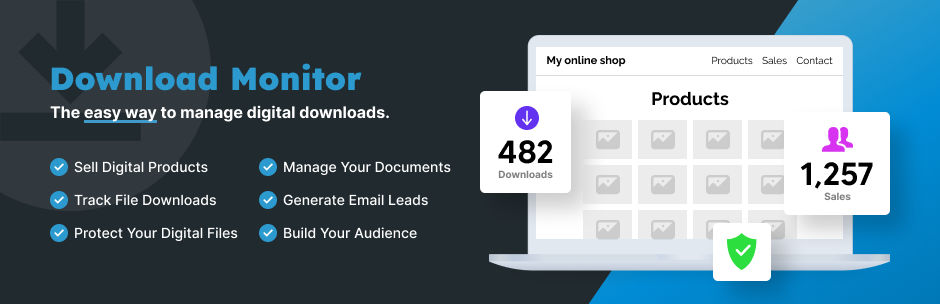 Download Monitor
The easy way to manage digital downloads.
Sell Digital Products
Manage Your Documents
Track File Downloads
Generate Email Leads
Protect Your Digital Files
Build Your Audience
My online shop
Products Sales Contact
Products
482
Downloads
1,257
Sales